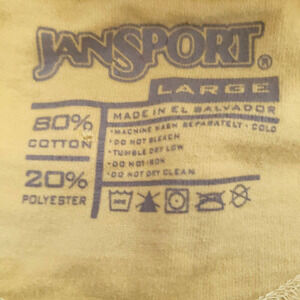 JANSPORT®
LARGE
MADE IN EL SALVADOR
80%
COTTON
20%
POLYESTER
•MACHINE WASH SEPARATELY - COLD
•DO NOT BLEACH
•TUMBLE DRY LOW
•DO NOT IRON
•DO NOT DRY CLEAN